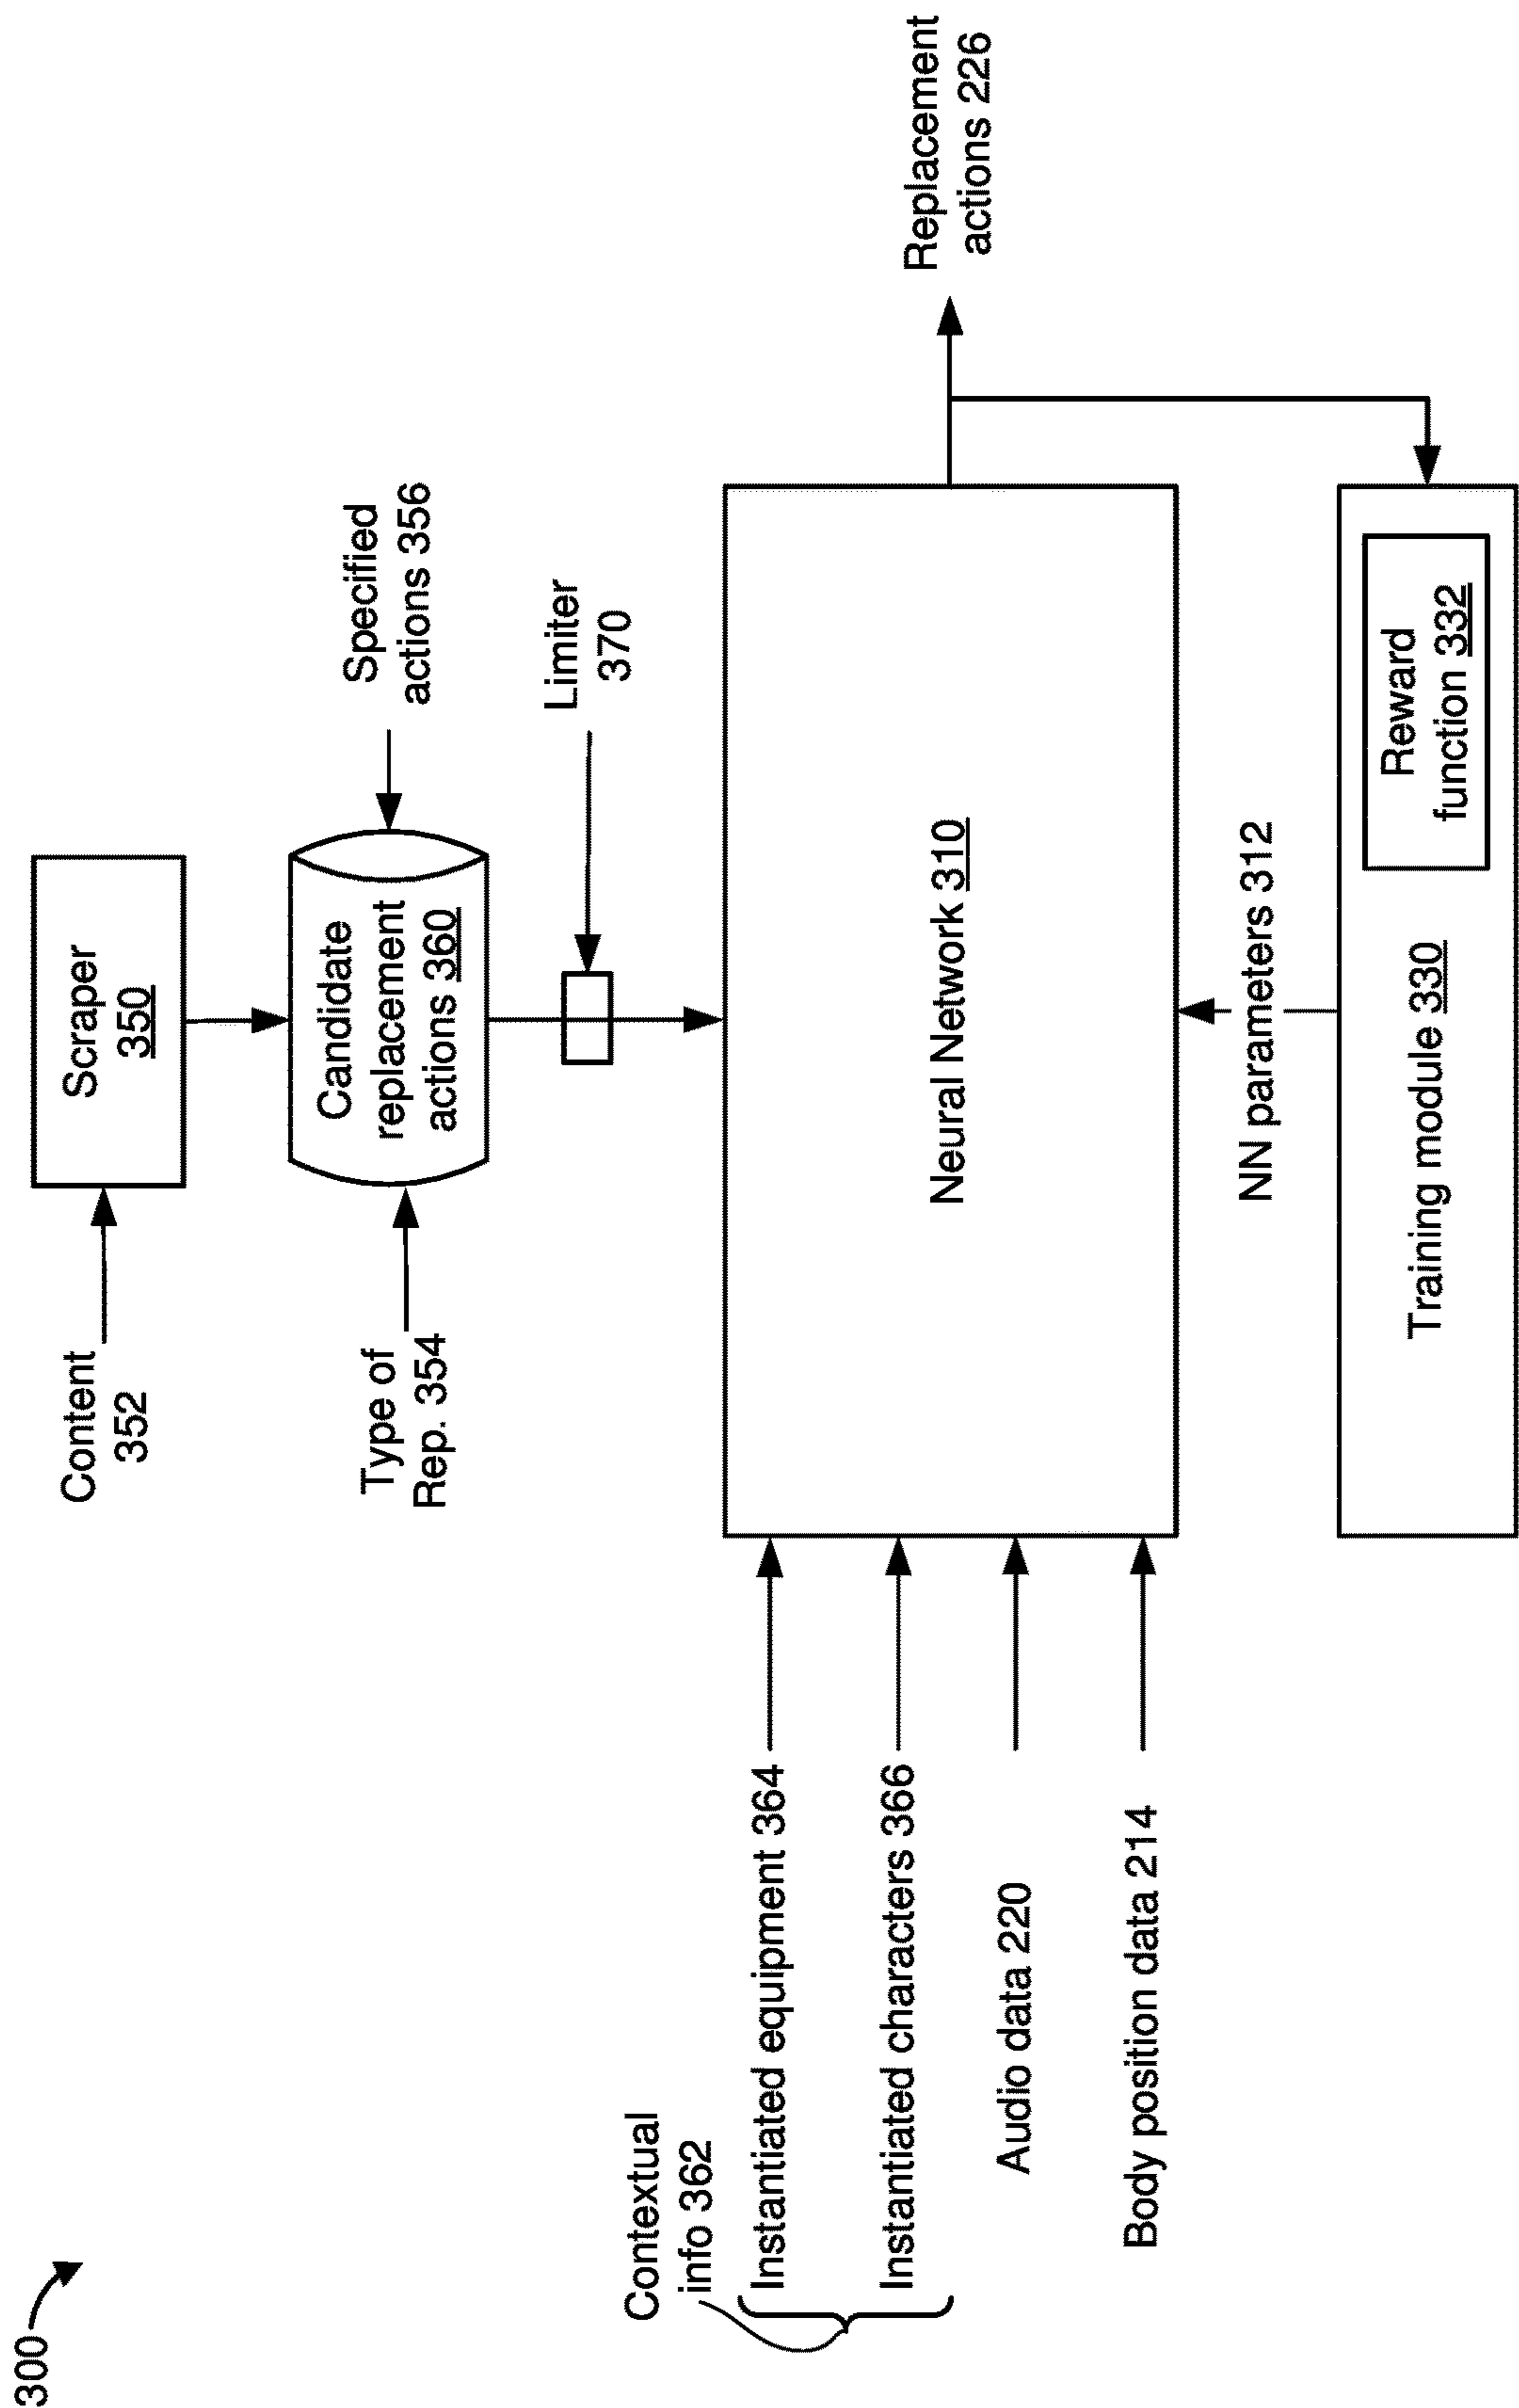 300
Content
352
Scraper
350
Type of
Rep. 354
Candidate
replacement
actions 360
Specified
actions 356
Limiter
370
Contextual
info 362
Instantiated equipment 364
Instantiated characters 366
Audio data 220
Body position data 214
Neural Network 310
Replacement
actions 226
NN parameters 312
Training module 330
Reward
function 332